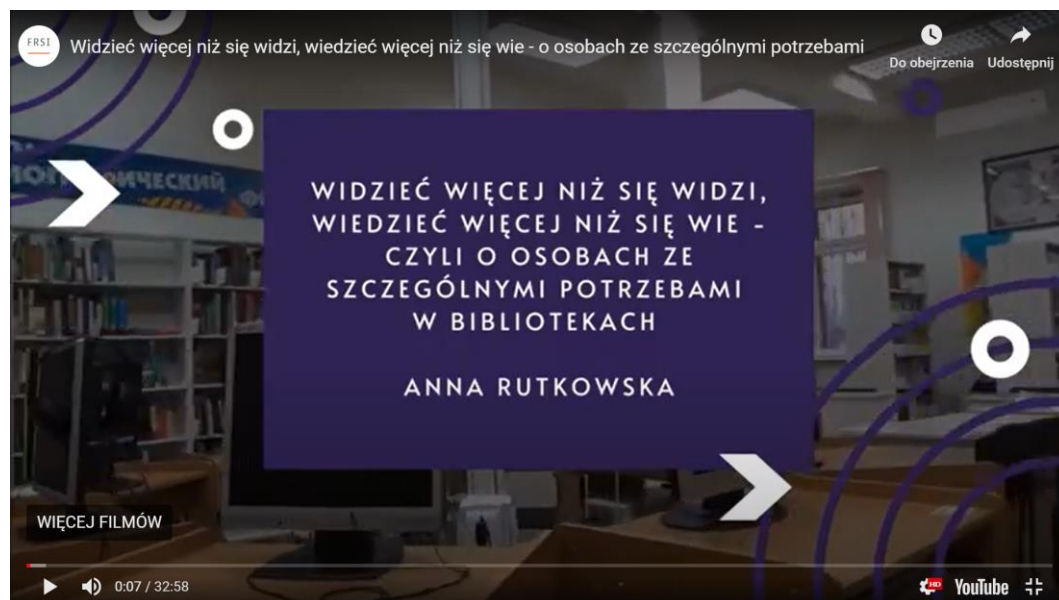 FRSI
Widzieć więcej niż się widzi, wiedzieć więcej niż się wie - o osobach ze szczególnymi potrzebami
Do obejrzenia
Udostępnij
WIDZIEĆ WIĘCEJ NIŻ SIĘ WIDZI,
WIEDZIEĆ WIĘCEJ NIŻ SIĘ WIE -
CZYLI O OSOBACH ZE
SZCZEGÓLNYMI POTRZEBAMI
W BIBLIOTEKACH
ANNA RUTKOWSKA
WIĘCEJ FILMÓW
0:07 / 32:58
HD
YouTube